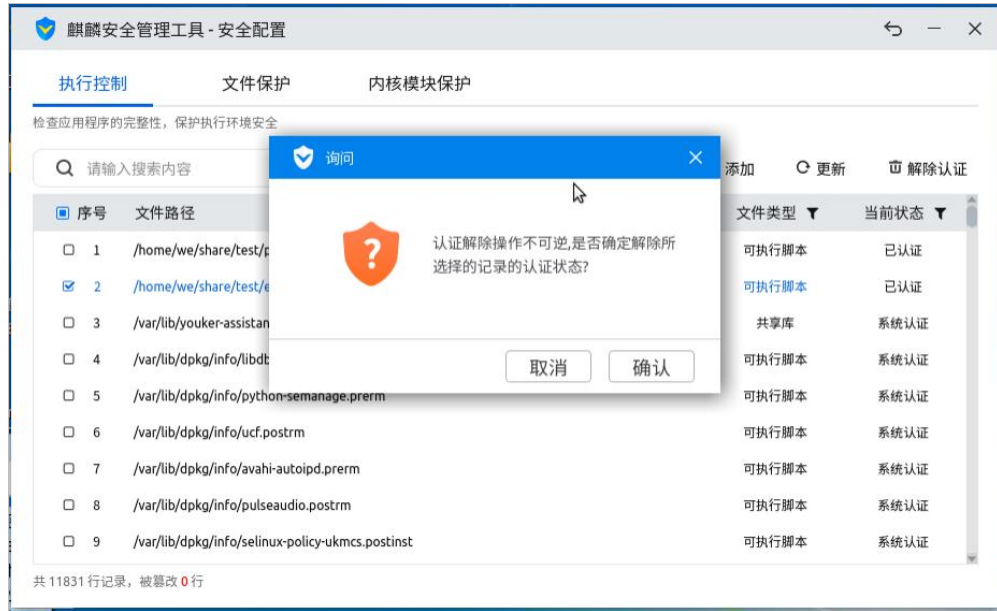 麒麟安全管理工具 - 安全配置
执行控制 文件保护 内核模块保护
检查应用程序的完整性，保护执行环境安全
请输入搜索内容 添加 更新 解除认证
询问
认证解除操作不可逆,是否确定解除所
选择的记录的认证状态?
取消 确认
序号 文件路径 文件类型 当前状态
1 /home/we/share/test/ 可执行脚本 已认证
2 /home/we/share/test/ 可执行脚本 已认证
3 /var/lib/youker-assistan 共享库 系统认证
4 /var/lib/dpkg/info/libdb 可执行脚本 系统认证
5 /var/lib/dpkg/info/python-semanage.prerm 可执行脚本 系统认证
6 /var/lib/dpkg/info/ucf.postrm 可执行脚本 系统认证
7 /var/lib/dpkg/info/avahi-autoipd.prerm 可执行脚本 系统认证
8 /var/lib/dpkg/info/pulseaudio.postrm 可执行脚本 系统认证
9 /var/lib/dpkg/info/selinux-policy-ukmcs.postinst 可执行脚本 系统认证
共 11831 行记录，被篡改 0 行